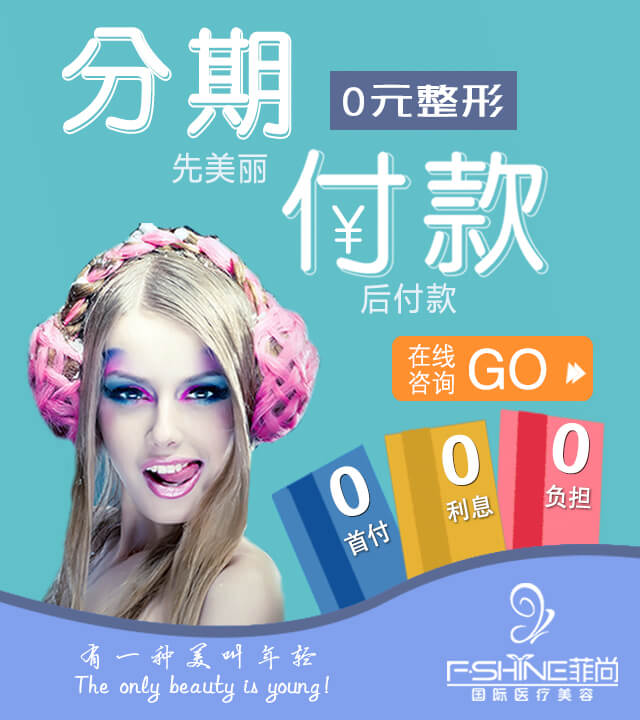 分期
0元整形
先美丽
付款
¥
后付款
在线
咨询
GO
0
首付
0
利息
0
负担
有一种美叫年轻
The only beauty is young!
F·SHINE菲尚
国际医疗美容